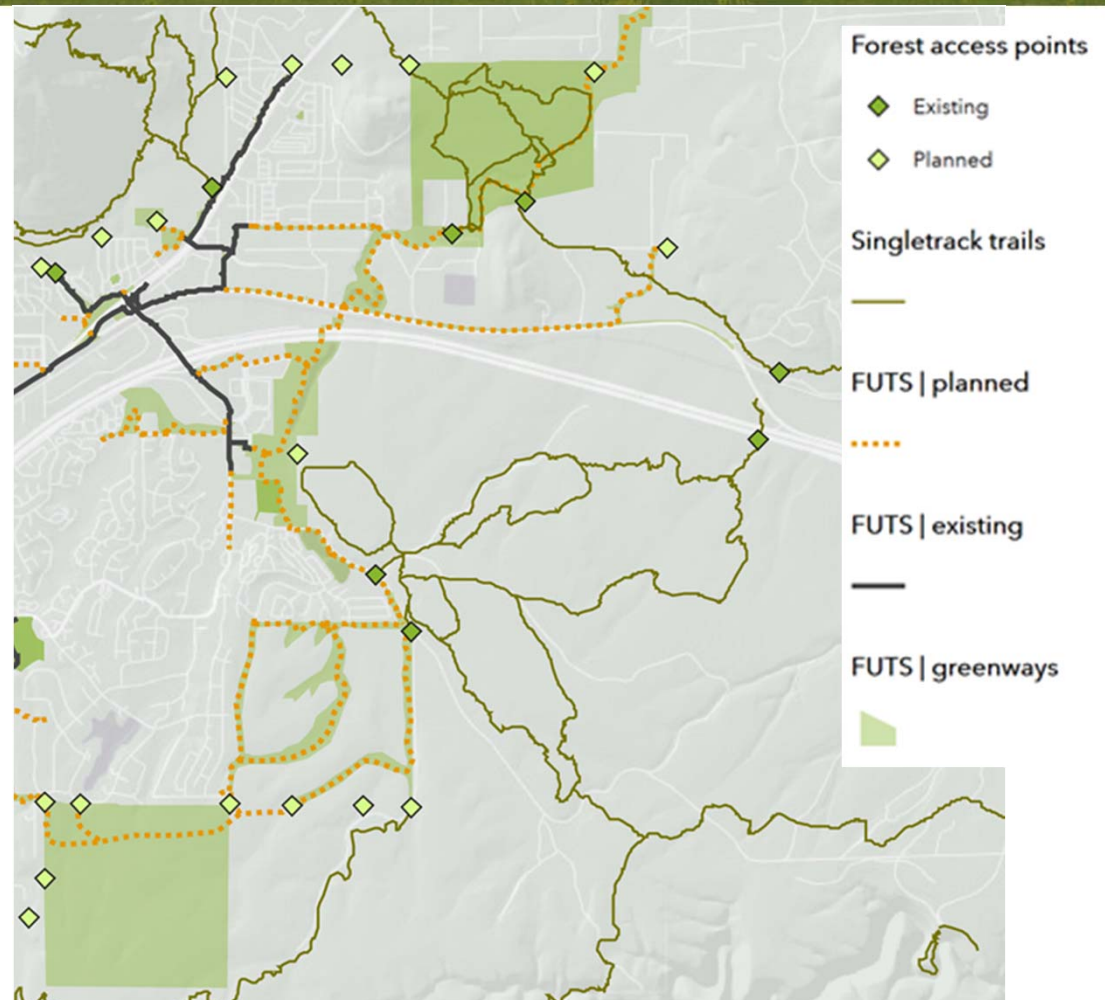 Forest access points
Existing
Planned
Singletrack trails
FUTS | planned
FUTS | existing
FUTS | greenways